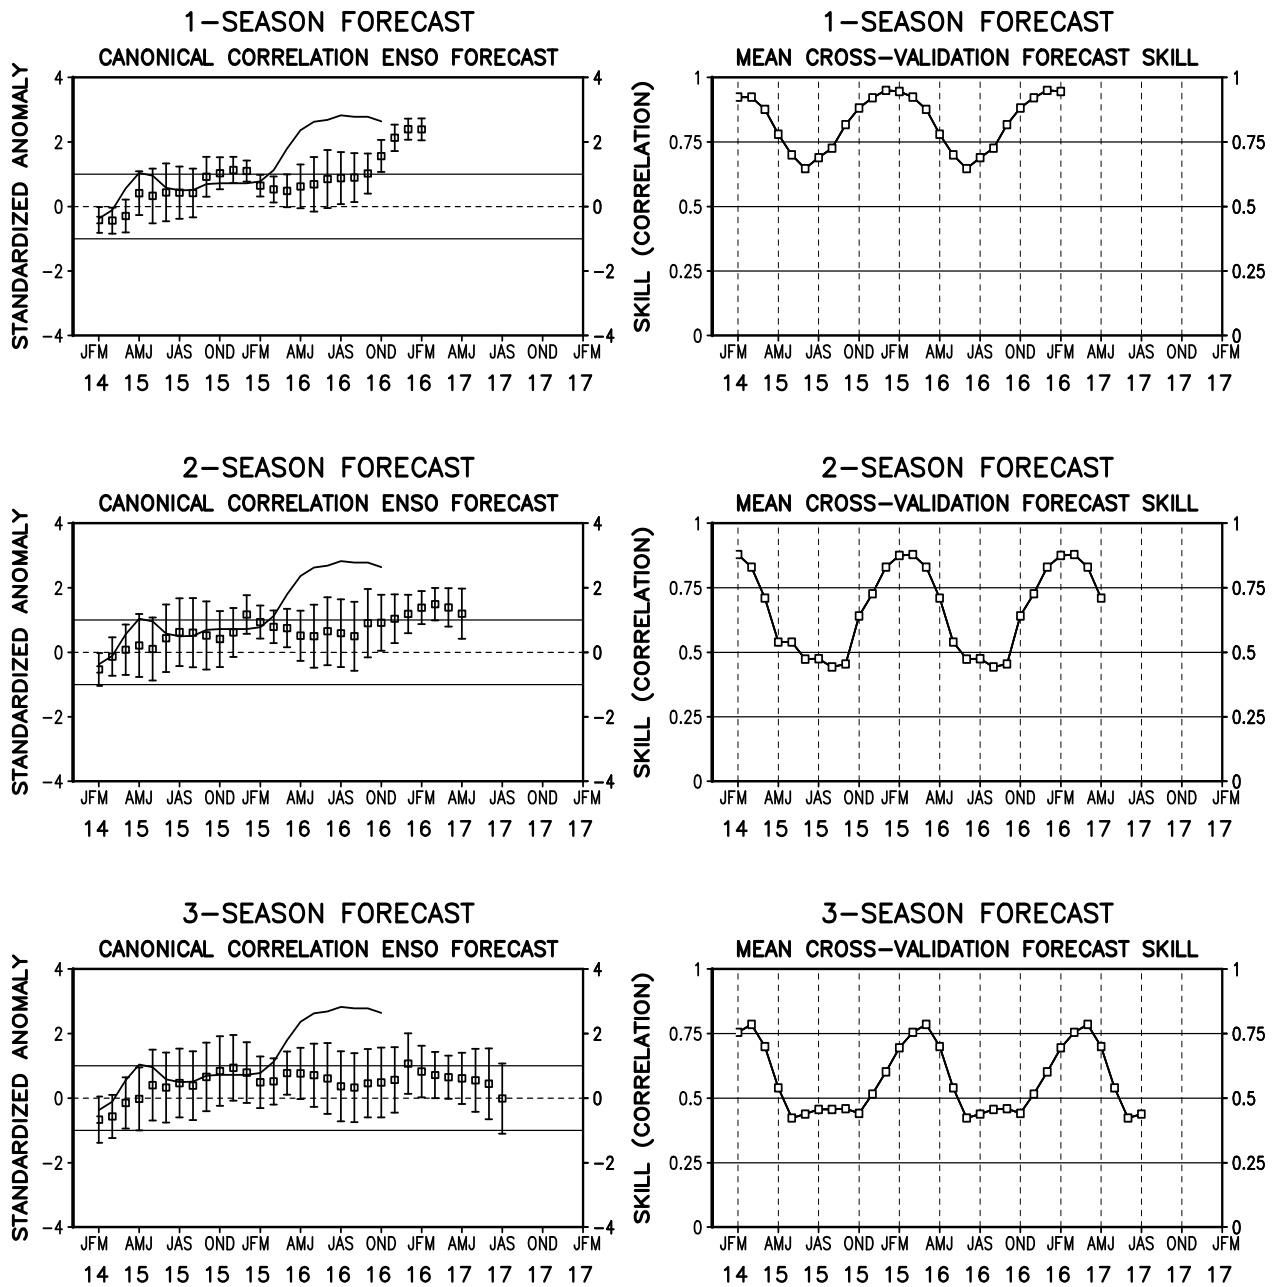 1-SEASON FORECAST
CANONICAL CORRELATION ENSO FORECAST
STANDARDIZED ANOMALY
4 4
2 2
0 0
-2 -2
-4 -4
JFM AMJ JAS OND JFM AMJ JAS OND JFM AMJ JAS OND JFM
14 15 15 15 15 16 16 16 16 17 17 17 17
1-SEASON FORECAST
MEAN CROSS-VALIDATION FORECAST SKILL
SKILL (CORRELATION)
1 1
0.75 0.75
0.5 0.5
0.25 0.25
0 0
JFM AMJ JAS OND JFM AMJ JAS OND JFM AMJ JAS OND JFM
14 15 15 15 15 16 16 16 16 17 17 17 17
2-SEASON FORECAST
CANONICAL CORRELATION ENSO FORECAST
STANDARDIZED ANOMALY
4 4
2 2
0 0
-2 -2
-4 -4
JFM AMJ JAS OND JFM AMJ JAS OND JFM AMJ JAS OND JFM
14 15 15 15 15 16 16 16 16 17 17 17 17
2-SEASON FORECAST
MEAN CROSS-VALIDATION FORECAST SKILL
SKILL (CORRELATION)
1 1
0.75 0.75
0.5 0.5
0.25 0.25
0 0
JFM AMJ JAS OND JFM AMJ JAS OND JFM AMJ JAS OND JFM
14 15 15 15 15 16 16 16 16 17 17 17 17
3-SEASON FORECAST
CANONICAL CORRELATION ENSO FORECAST
STANDARDIZED ANOMALY
4 4
2 2
0 0
-2 -2
-4 -4
JFM AMJ JAS OND JFM AMJ JAS OND JFM AMJ JAS OND JFM
14 15 15 15 15 16 16 16 16 17 17 17 17
3-SEASON FORECAST
MEAN CROSS-VALIDATION FORECAST SKILL
SKILL (CORRELATION)
1 1
0.75 0.75
0.5 0.5
0.25 0.25
0 0
JFM AMJ JAS OND JFM AMJ JAS OND JFM AMJ JAS OND JFM
14 15 15 15 15 16 16 16 16 17 17 17 17